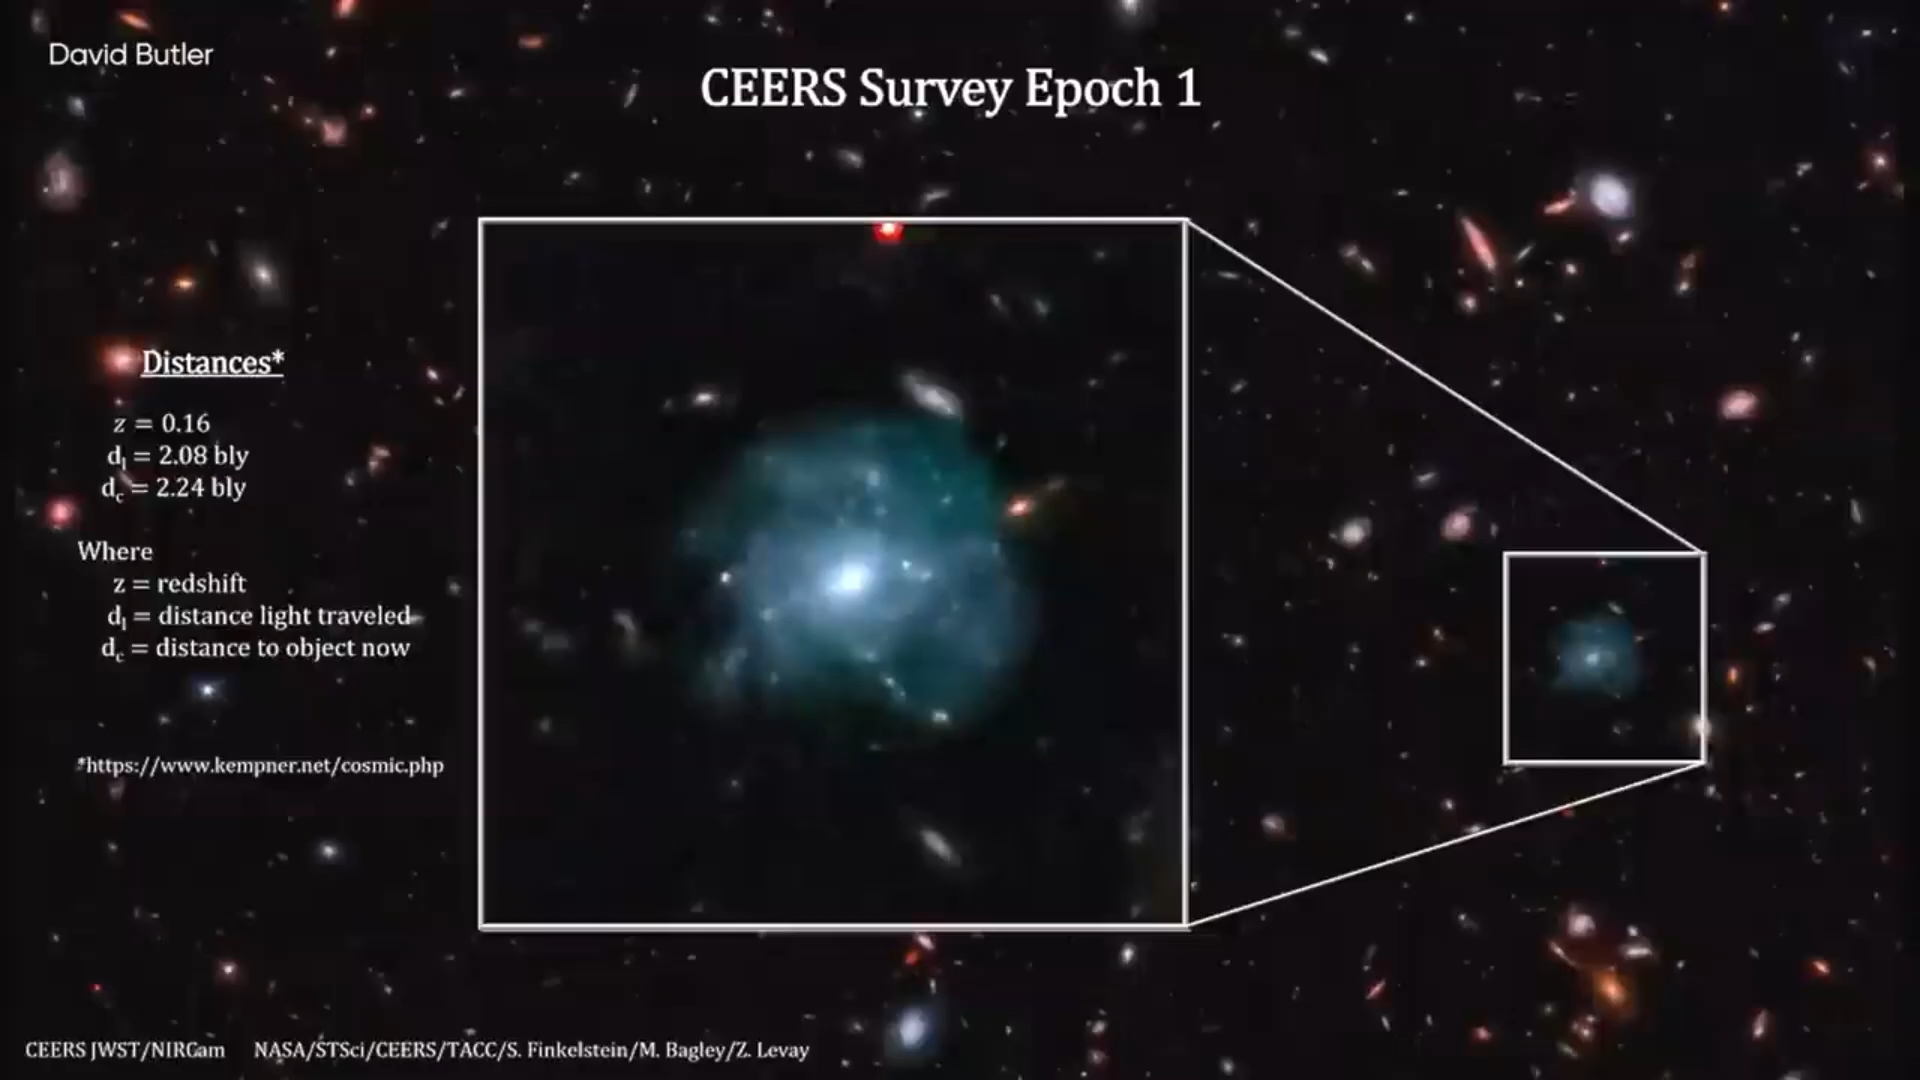 David Butler
CEERS Survey Epoch 1
Distances*
z = 0.16
dₗ = 2.08 bly
d꜀ = 2.24 bly
Where
z = redshift
dₗ = distance light traveled
d꜀ = distance to object now
*https://www.kempner.net/cosmic.php
CEERS JWST/NIRCam NASA/STSci/CEERS/TACC/S. Finkelstein/M. Bagley/Z. Levay